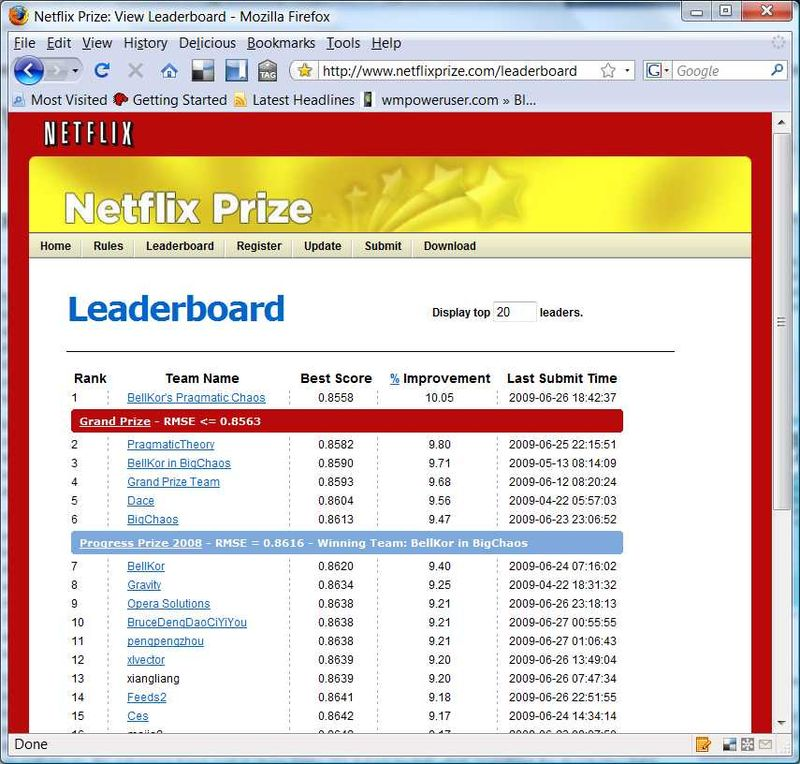 Netflix Prize: View Leaderboard - Mozilla Firefox
File Edit View History Delicious Bookmarks Tools Help
TAG http://www.netflixprize.com/leaderboard G Google
Most Visited Getting Started Latest Headlines wmpoweruser.com » Bl...
NETFLIX
Netflix Prize
Home Rules Leaderboard Register Update Submit Download
Leaderboard
Display top 20 leaders.
Rank Team Name Best Score % Improvement Last Submit Time
1 BellKor's Pragmatic Chaos 0.8558 10.05 2009-06-26 18:42:37
Grand Prize - RMSE <= 0.8563
2 PragmaticTheory 0.8582 9.80 2009-06-25 22:15:51
3 BellKor in BigChaos 0.8590 9.71 2009-05-13 08:14:09
4 Grand Prize Team 0.8593 9.68 2009-06-12 08:20:24
5 Dace 0.8604 9.56 2009-04-22 05:57:03
6 BigChaos 0.8613 9.47 2009-06-23 23:06:52
Progress Prize 2008 - RMSE = 0.8616 - Winning Team: BellKor in BigChaos
7 BellKor 0.8620 9.40 2009-06-24 07:16:02
8 Gravity 0.8634 9.25 2009-04-22 18:31:32
9 Opera Solutions 0.8638 9.21 2009-06-26 23:18:13
10 BruceDengDaoCiYiYou 0.8638 9.21 2009-06-27 00:55:55
11 pengpengzhou 0.8638 9.21 2009-06-27 01:06:43
12 xlvector 0.8639 9.20 2009-06-26 13:49:04
13 xiangliang 0.8639 9.20 2009-06-26 07:47:34
14 Feeds2 0.8641 9.18 2009-06-26 22:51:55
15 Ces 0.8642 9.17 2009-06-24 14:34:14
Done